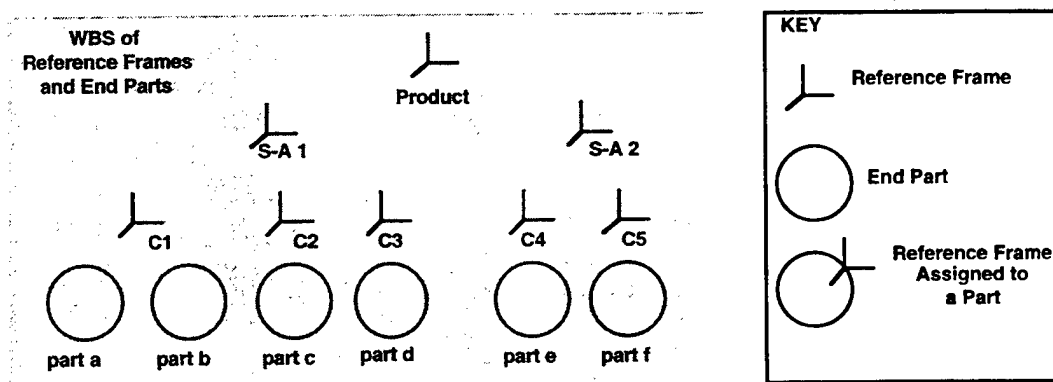 WBS of
Reference Frames
and End Parts
Product
S-A 1
S-A 2
C1
C2
C3
C4
C5
part a
part b
part c
part d
part e
part f
KEY
Reference Frame
End Part
Reference Frame
Assigned to
a Part